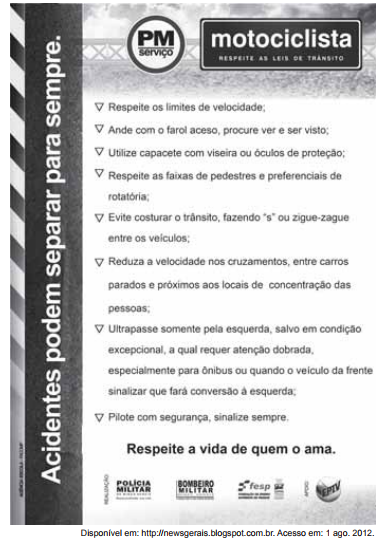 PM
serviço
motociclista
RESPEITE AS LEIS DE TRÂNSITO
Acidentes podem separar para sempre.
Respeite os limites de velocidade;
Ande com o farol aceso, procure ver e ser visto;
Utilize capacete com viseira ou óculos de proteção;
Respeite as faixas de pedestres e preferenciais de
rotatória;
Evite costurar o trânsito, fazendo “s” ou zigue-zague
entre os veículos;
Reduza a velocidade nos cruzamentos, entre carros
parados e próximos aos locais de concentração das
pessoas;
Ultrapasse somente pela esquerda, salvo em condição
excepcional, a qual requer atenção dobrada,
especialmente para ônibus ou quando o veículo da frente
sinalizar que fará conversão à esquerda;
Pilote com segurança, sinalize sempre.
Respeite a vida de quem o ama.
REALIZAÇÃO
POLÍCIA
MILITAR
BOMBEIRO
MILITAR
fesp
APOIO
EPTV
Disponível em: http://newsgerais.blogspot.com.br. Acesso em: 1 ago. 2012.